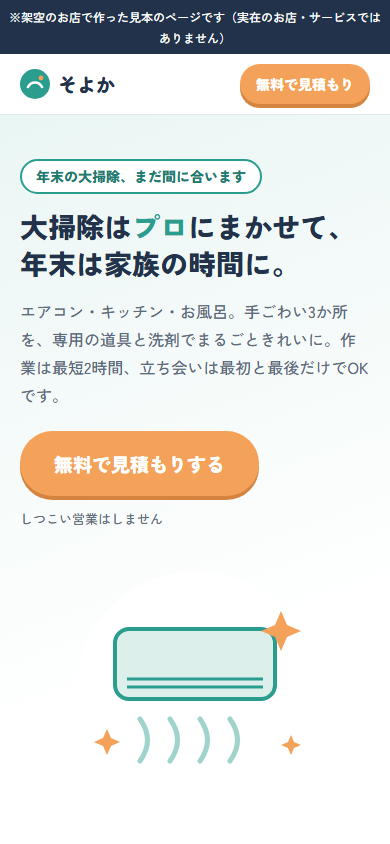 ※架空のお店で作った見本のページです（実在のお店・サービスでは
ありません）
そよか
無料で見積もり
年末の大掃除、まだ間に合います
大掃除はプロにまかせて、
年末は家族の時間に。
エアコン・キッチン・お風呂。手ごわい3か所
を、専用の道具と洗剤でまるごときれいに。作
業は最短2時間、立ち会いは最初と最後だけでOK
です。
無料で見積もりする
しつこい営業はしません